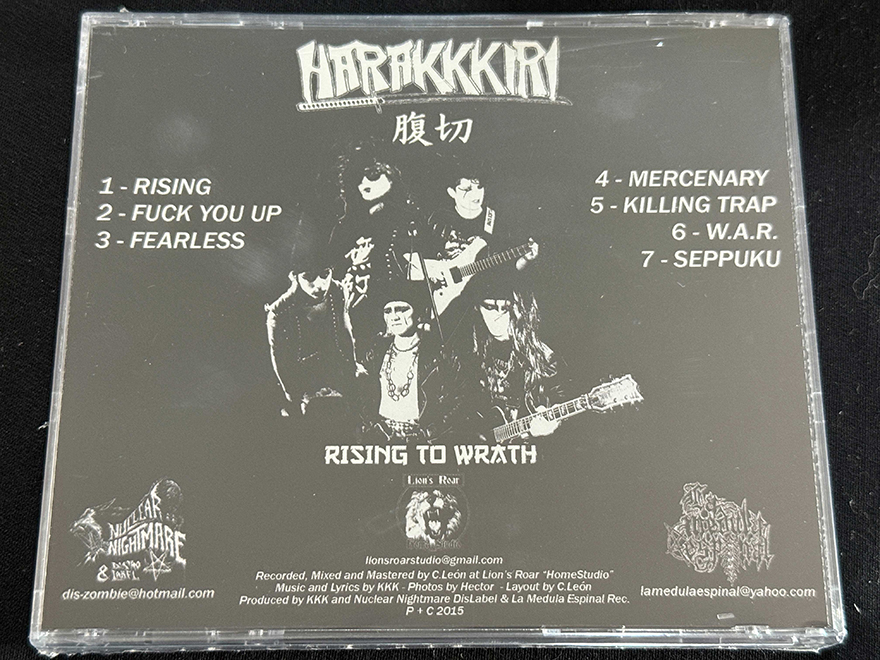 HARAKKKIRI
腹切
1 - RISING
2 - FUCK YOU UP
3 - FEARLESS
4 - MERCENARY
5 - KILLING TRAP
6 - W.A.R.
7 - SEPPUKU
RISING TO WRATH
Lion's Roar
NUCLEAR
NIGHTMARE
&
dis-zombie@hotmail.com
lionsroarstudio@gmail.com
Recorded, Mixed and Mastered by C.León at Lion's Roar "HomeStudio"
Music and Lyrics by KKK - Photos by Hector - Layout by C.León
Produced by KKK and Nuclear Nightmare DisLabel & La Medula Espinal Rec.
P + C 2015
La Medula
Espinal
lamedulaespinal@yahoo.com